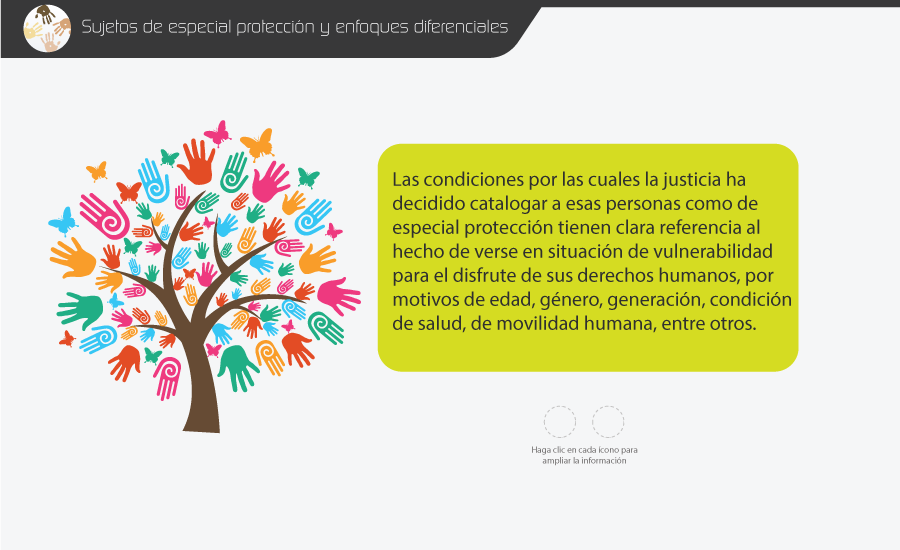 Sujetos de especial protección y enfoques diferenciales
Las condiciones por las cuales la justicia ha
decidido catalogar a esas personas como de
especial protección tienen clara referencia al
hecho de verse en situación de vulnerabilidad
para el disfrute de sus derechos humanos, por
motivos de edad, género, generación, condición
de salud, de movilidad humana, entre otros.
Haga clic en cada icono para
ampliar la información